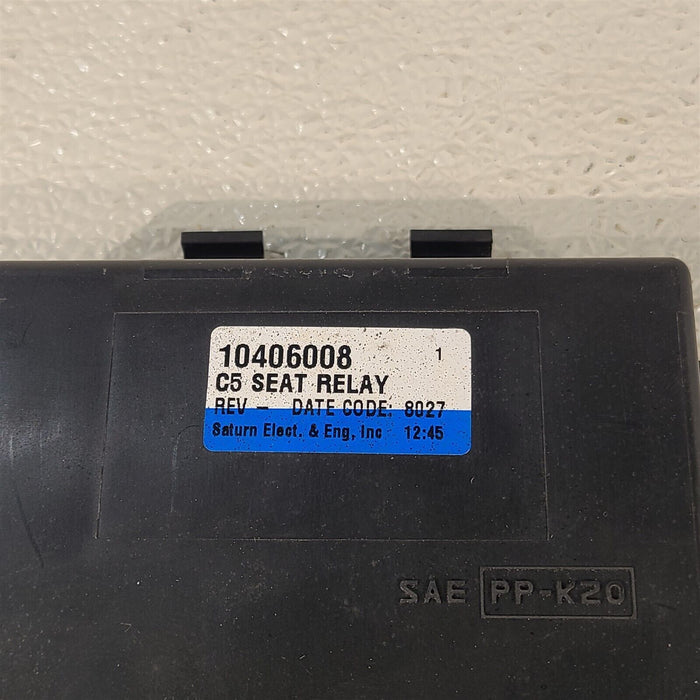 10406008 1
C5 SEAT RELAY
REV - DATE CODE: 8027
Saturn Elect. & Eng, Inc 12:45
SAE PP-K20